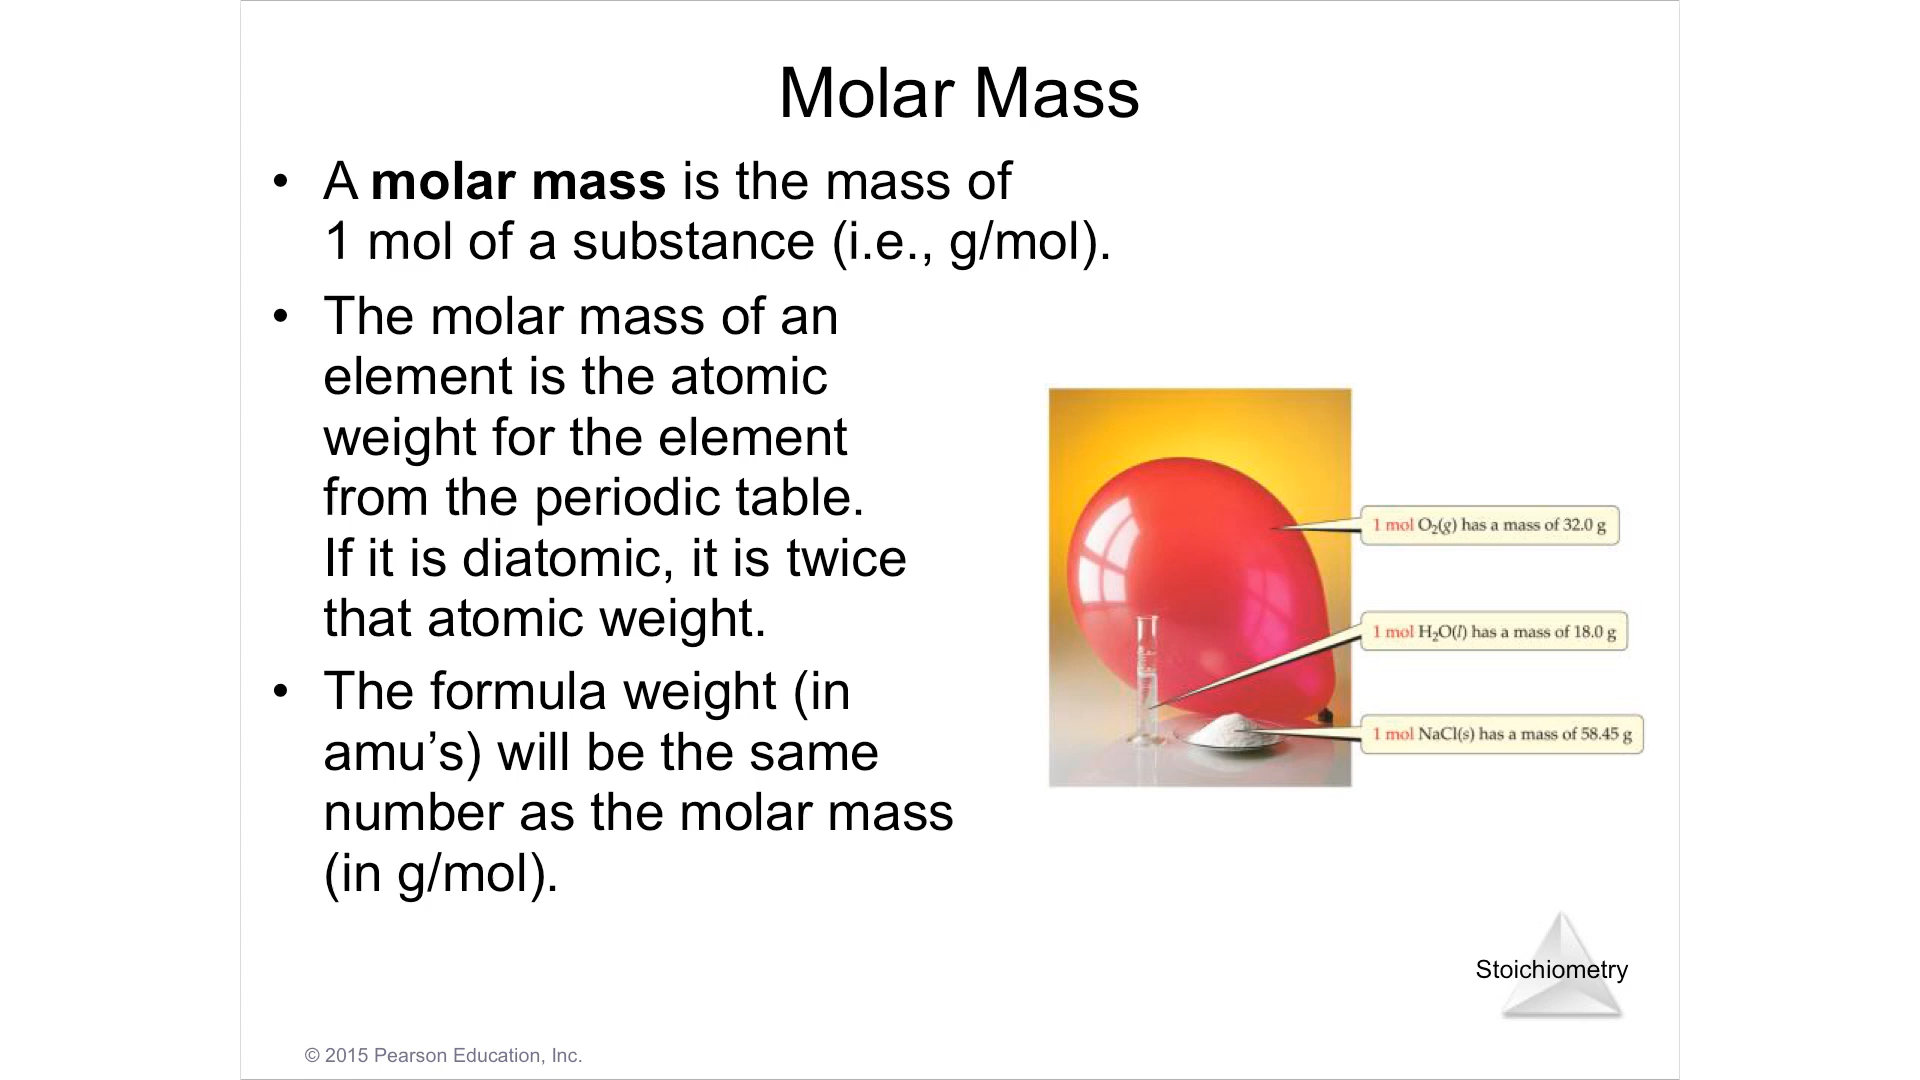 Molar Mass
• A molar mass is the mass of
1 mol of a substance (i.e., g/mol).
• The molar mass of an
element is the atomic
weight for the element
from the periodic table.
If it is diatomic, it is twice
that atomic weight.
• The formula weight (in
amu’s) will be the same
number as the molar mass
(in g/mol).
1 mol O₂(g) has a mass of 32.0 g
1 mol H₂O(l) has a mass of 18.0 g
1 mol NaCl(s) has a mass of 58.45 g
Stoichiometry
© 2015 Pearson Education, Inc.